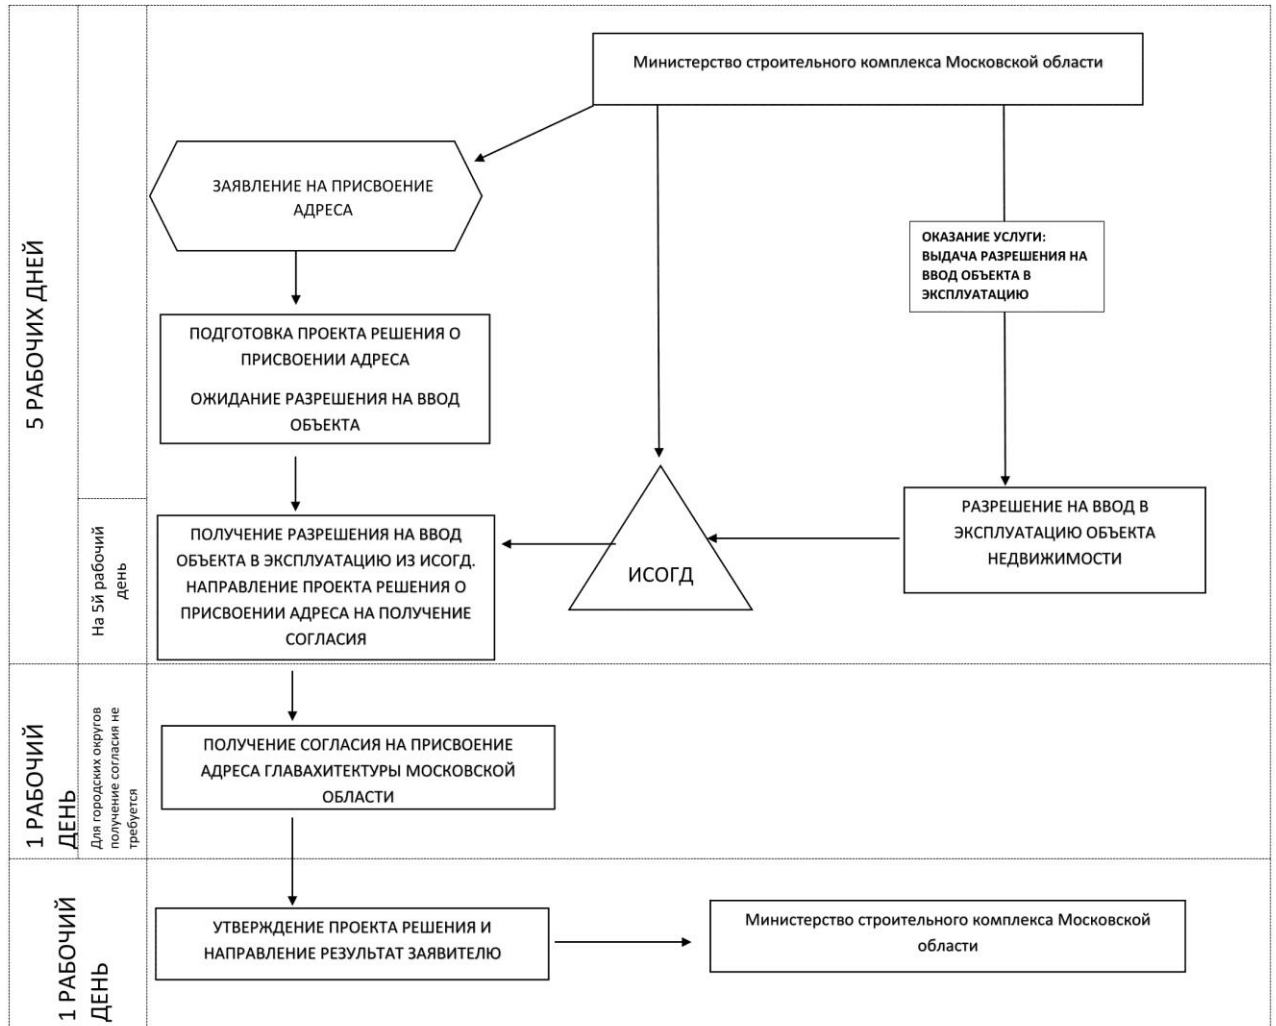 Министерство строительного комплекса Московской области
ЗАЯВЛЕНИЕ НА ПРИСВОЕНИЕ
АДРЕСА
ОКАЗАНИЕ УСЛУГИ:
ВЫДАЧА РАЗРЕШЕНИЯ НА
ВВОД ОБЪЕКТА В
ЭКСПЛУАТАЦИЮ
5 РАБОЧИХ ДНЕЙ
ПОДГОТОВКА ПРОЕКТА РЕШЕНИЯ О
ПРИСВОЕНИИ АДРЕСА
ОЖИДАНИЕ РАЗРЕШЕНИЯ НА ВВОД
ОБЪЕКТА
На 5й рабочий
день
ПОЛУЧЕНИЕ РАЗРЕШЕНИЯ НА ВВОД
ОБЪЕКТА В ЭКСПЛУАТАЦИЮ ИЗ ИСОГД.
НАПРАВЛЕНИЕ ПРОЕКТА РЕШЕНИЯ О
ПРИСВОЕНИИ АДРЕСА НА ПОЛУЧЕНИЕ
СОГЛАСИЯ
ИСОГД
РАЗРЕШЕНИЕ НА ВВОД В
ЭКСПЛУАТАЦИЮ ОБЪЕКТА
НЕДВИЖИМОСТИ
1 РАБОЧИЙ
ДЕНЬ
Для городских округов
получение согласия не
требуется
ПОЛУЧЕНИЕ СОГЛАСИЯ НА ПРИСВОЕНИЕ
АДРЕСА ГЛАВАХИТЕКТУРЫ МОСКОВСКОЙ
ОБЛАСТИ
1 РАБОЧИЙ
ДЕНЬ
УТВЕРЖДЕНИЕ ПРОЕКТА РЕШЕНИЯ И
НАПРАВЛЕНИЕ РЕЗУЛЬТАТ ЗАЯВИТЕЛЮ
Министерство строительного комплекса Московской
области